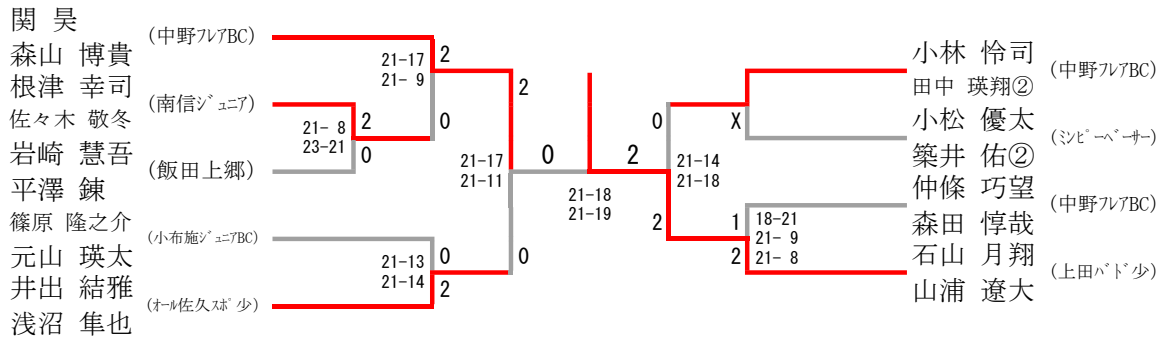 関 昊
森山 博貴
(中野フレアBC)
根津 幸司
佐々木 敬冬
(南信ジュニア)
岩崎 慧吾
平澤 錬
(飯田上郷)
篠原 隆之介
元山 瑛太
(小布施ジュニアBC)
井出 結雅
浅沼 隼也
(オール佐久スポ少)
21-17
21- 9
2
0
21- 8
23-21
2
0
21-13
21-14
0
2
21-17
21-11
2
0
0
2
21-18
21-19
0
2
21-14
21-18
X
1
2
18-21
21- 9
21- 8
小林 怜司
田中 瑛翔②
(中野フレアBC)
小松 優太
築井 佑②
(ミンピーベーサー)
仲條 巧望
森田 惇哉
(中野フレアBC)
石山 月翔
山浦 遼大
(上田バド少)